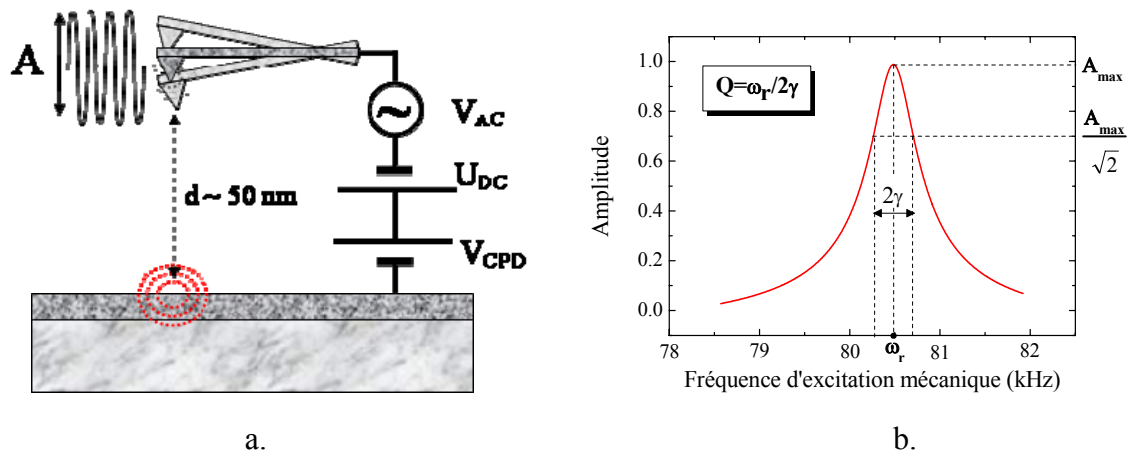 A
V_AC
d ~ 50 nm
U_DC
V_CPD
a.
Q=ω_r/2γ
A_max
A_max
√2
2γ
Amplitude
1.0
0.8
0.6
0.4
0.2
0.0
78
79
80
81
82
ω_r
Fréquence d'excitation mécanique (kHz)
b.